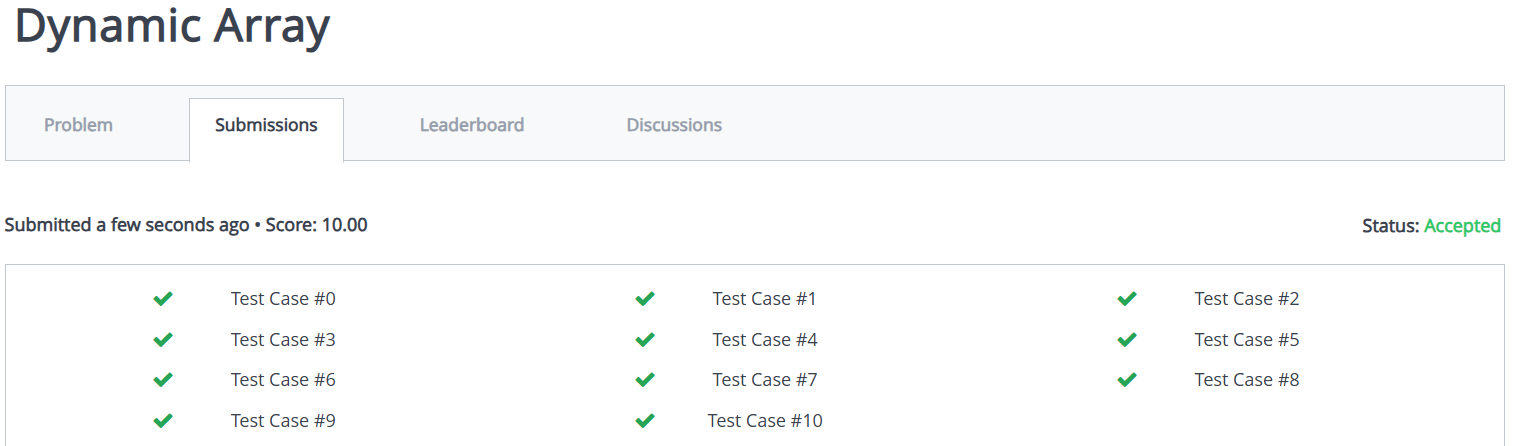 Dynamic Array
Problem Submissions Leaderboard Discussions
Submitted a few seconds ago • Score: 10.00 Status: Accepted
Test Case #0 Test Case #1 Test Case #2
Test Case #3 Test Case #4 Test Case #5
Test Case #6 Test Case #7 Test Case #8
Test Case #9 Test Case #10